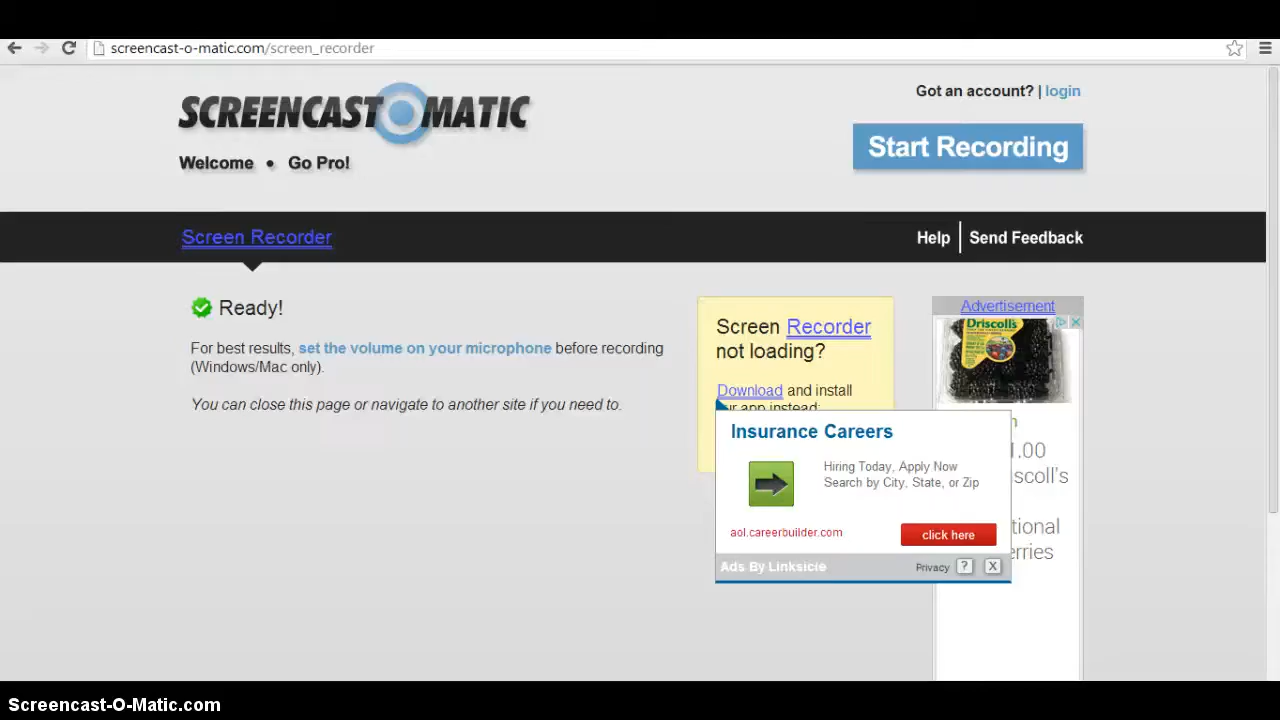 screencast-o-matic.com/screen_recorder
SCREENCAST O MATIC
Got an account? | login
Start Recording
Welcome • Go Pro!
Screen Recorder
Help
Send Feedback
Ready!
For best results, set the volume on your microphone before recording
(Windows/Mac only).
You can close this page or navigate to another site if you need to.
Screen Recorder
not loading?
Download and install
app instead:
Insurance Careers
Hiring Today, Apply Now
Search by City, State, or Zip
aol.careerbuilder.com
click here
Ads By Linksicle
Privacy ? X
Advertisement
Driscoll's
Screencast-O-Matic.com